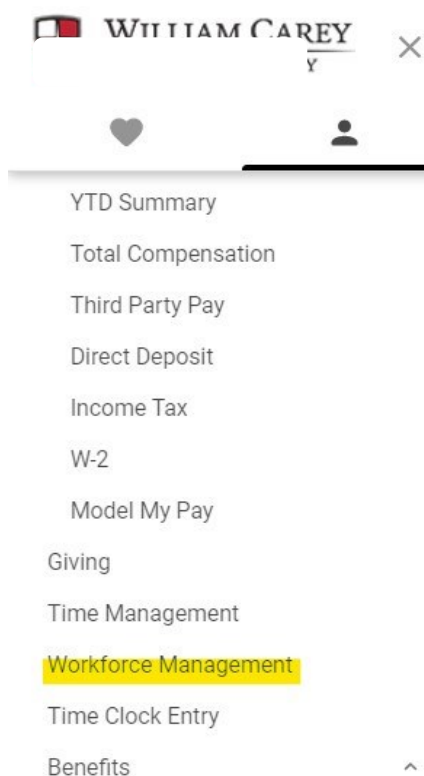 WILLIAM CAREY
YTD Summary
Total Compensation
Third Party Pay
Direct Deposit
Income Tax
W-2
Model My Pay
Giving
Time Management
Workforce Management
Time Clock Entry
Benefits